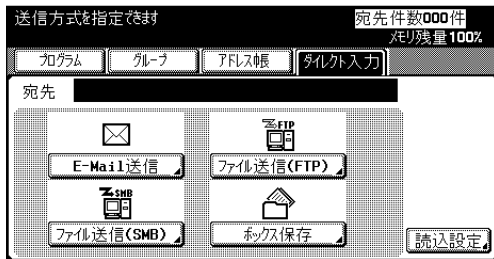 送信方式を指定できます
宛先件数000件
メモリ残量100%
プログラム グループ アドレス帳 ダイレクト入力
宛先
FTP
E-Mail送信 ファイル送信(FTP)
SMB
ファイル送信(SMB) ボックス保存
読込設定